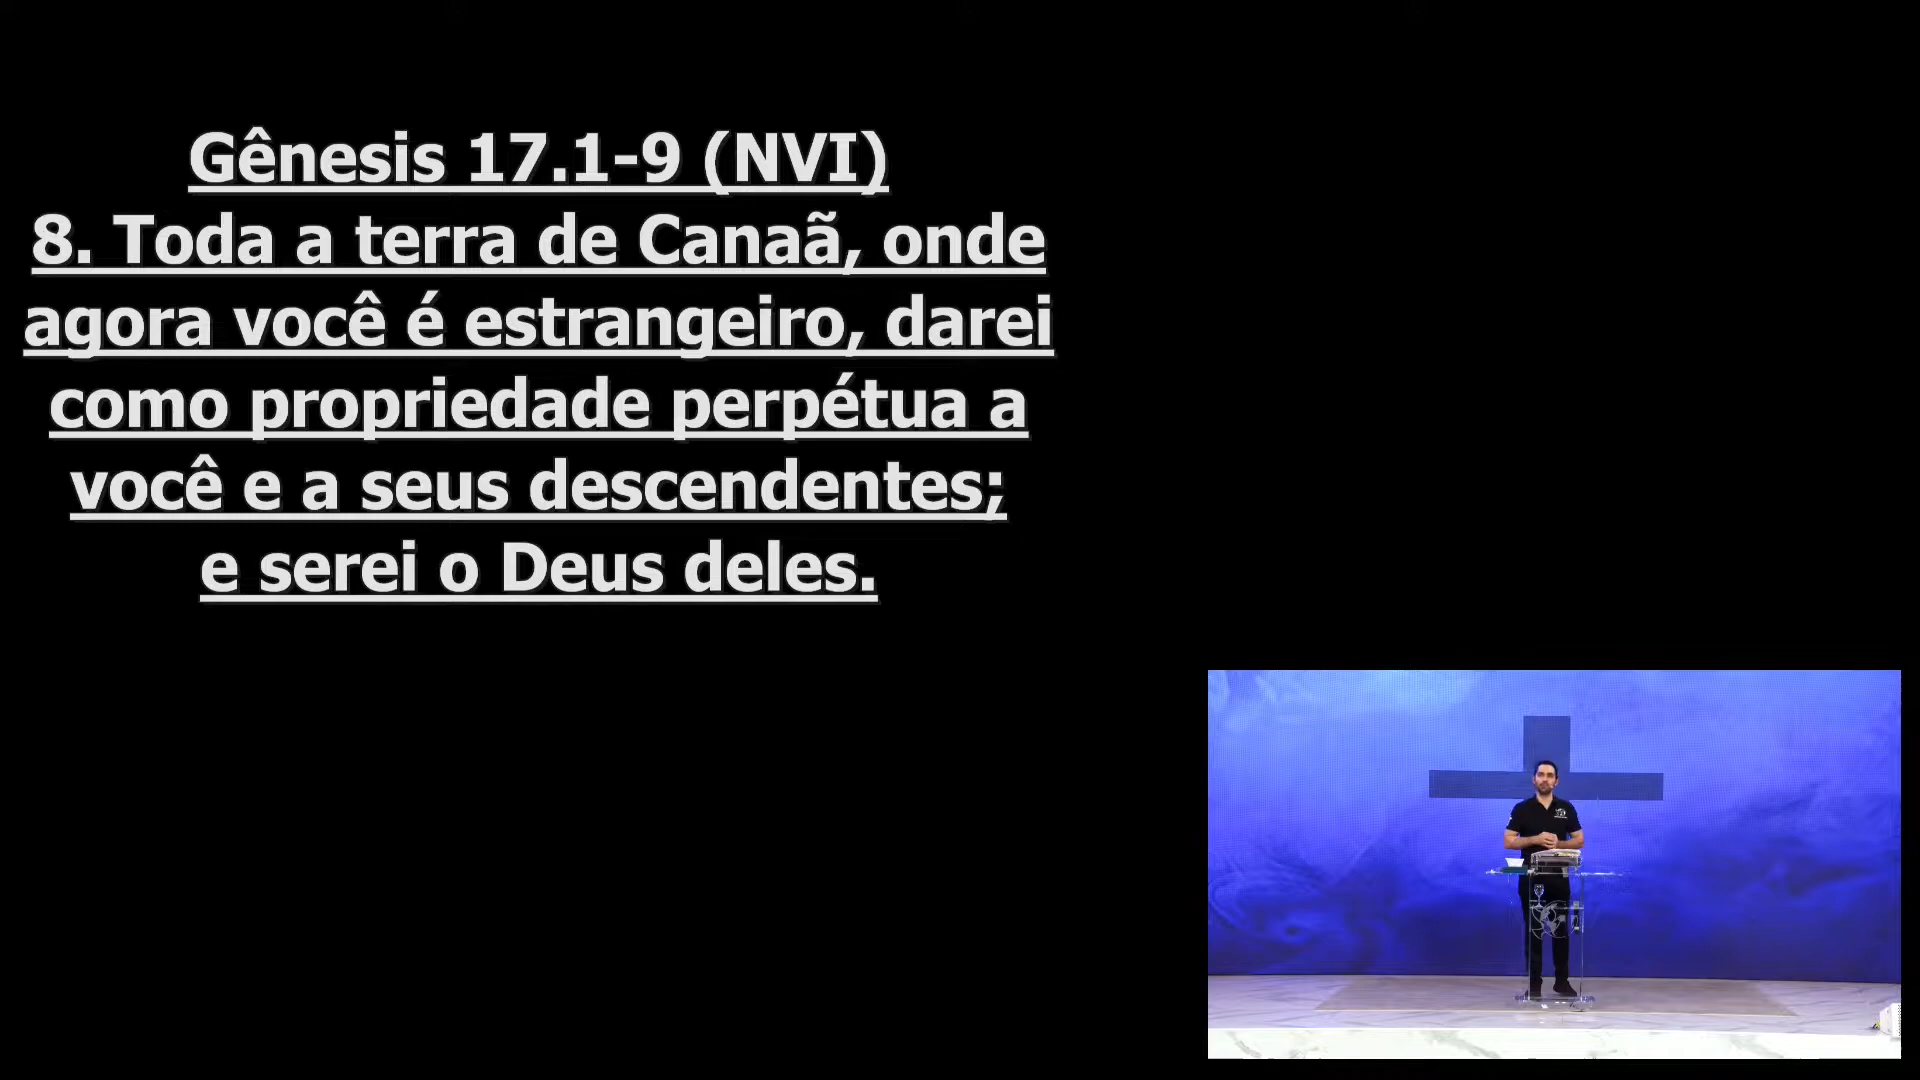 Gênesis 17.1-9 (NVI)
8. Toda a terra de Canaã, onde
agora você é estrangeiro, darei
como propriedade perpétua a
você e a seus descendentes;
e serei o Deus deles.